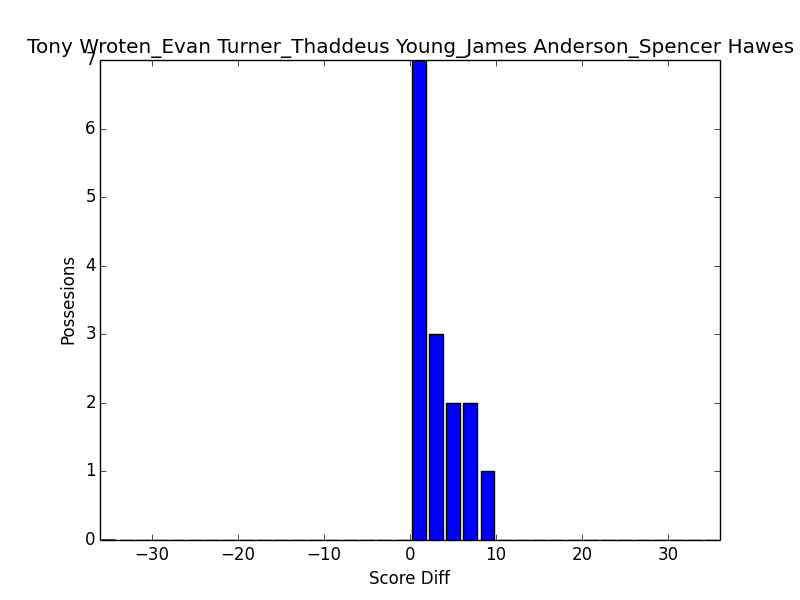 Tony Wroten_Evan Turner_Thaddeus Young_James Anderson_Spencer Hawes
7
6
5
4
3
2
1
0
Possesions
−30 −20 −10 0 10 20 30
Score Diff